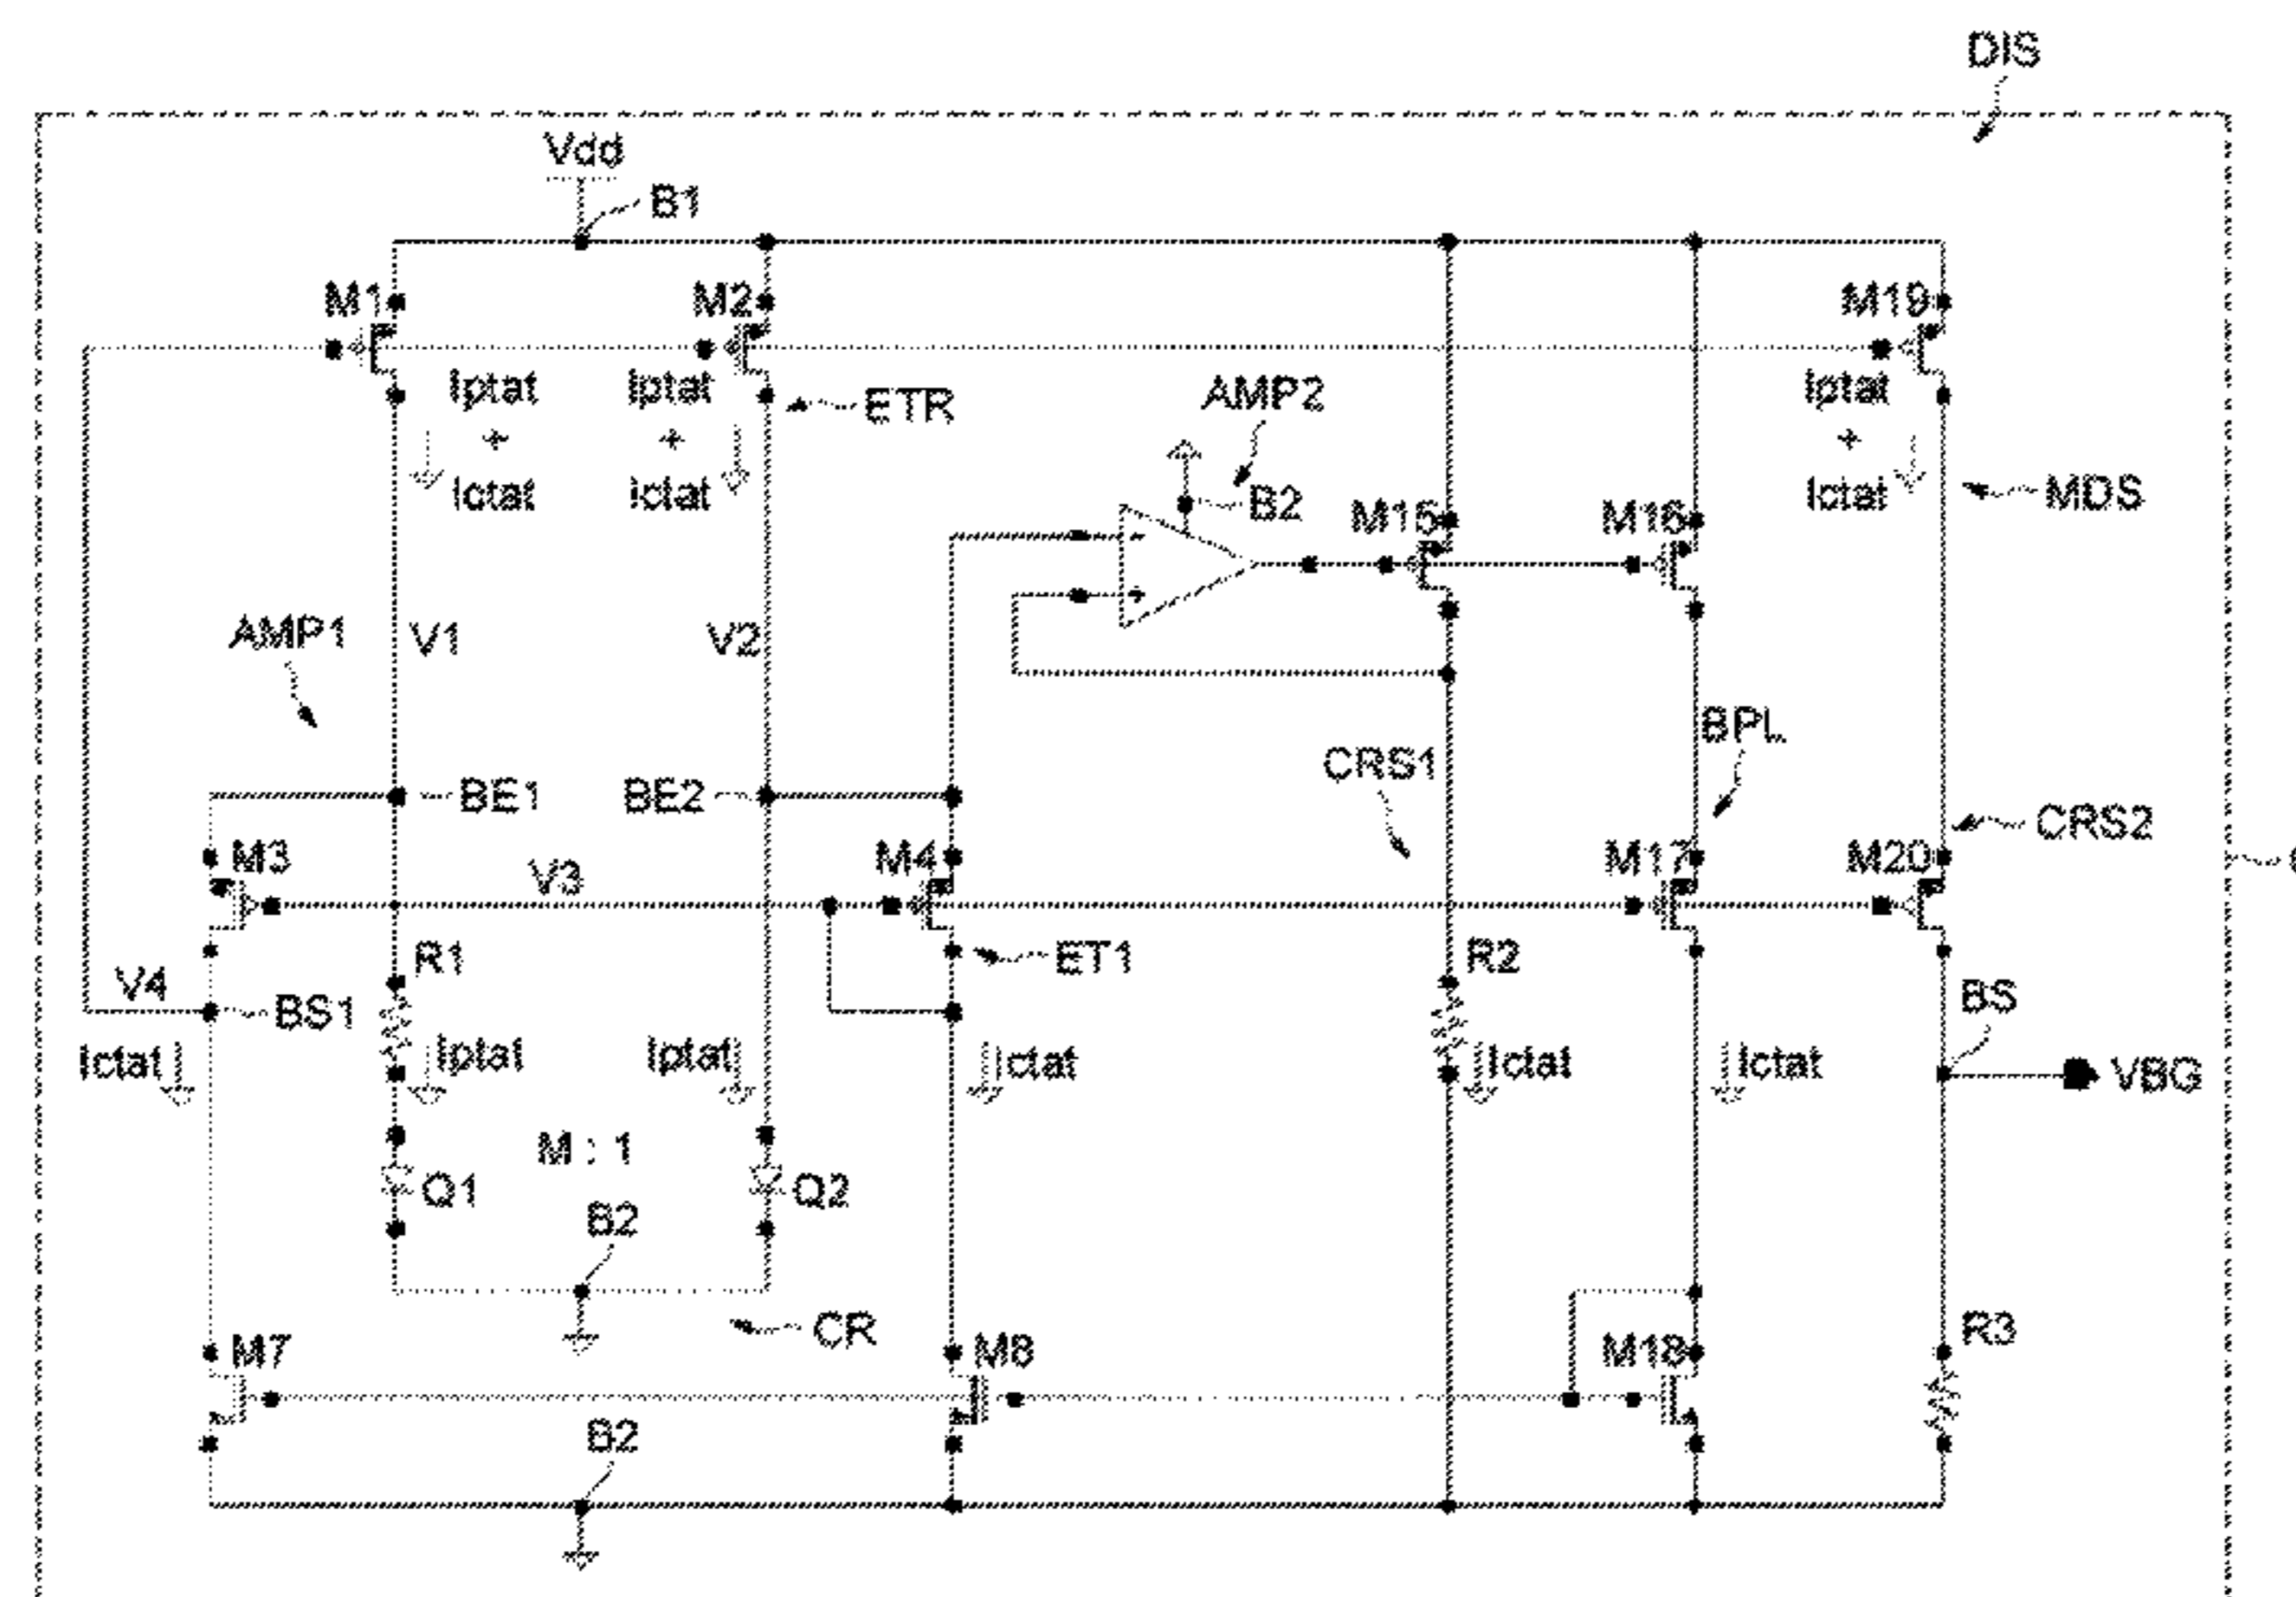 DIS
Vdd
B1
M1
M2
M19
Iptat
+
Ictat
Iptat
+
Ictat
ETR
AMP2
Iptat
+
Ictat
MDS
B2
M15
M16
AMP1
V1
V2
-
+
BPL
CRS1
BE1
BE2
CRS2
M3
V3
M4
M17
M20
R1
ET1
R2
V4
BS1
BS
Ictat
Iptat
Iptat
Ictat
Ictat
Ictat
VBG
M : 1
Q1
Q2
B2
CR
M7
M8
M18
R3
B2